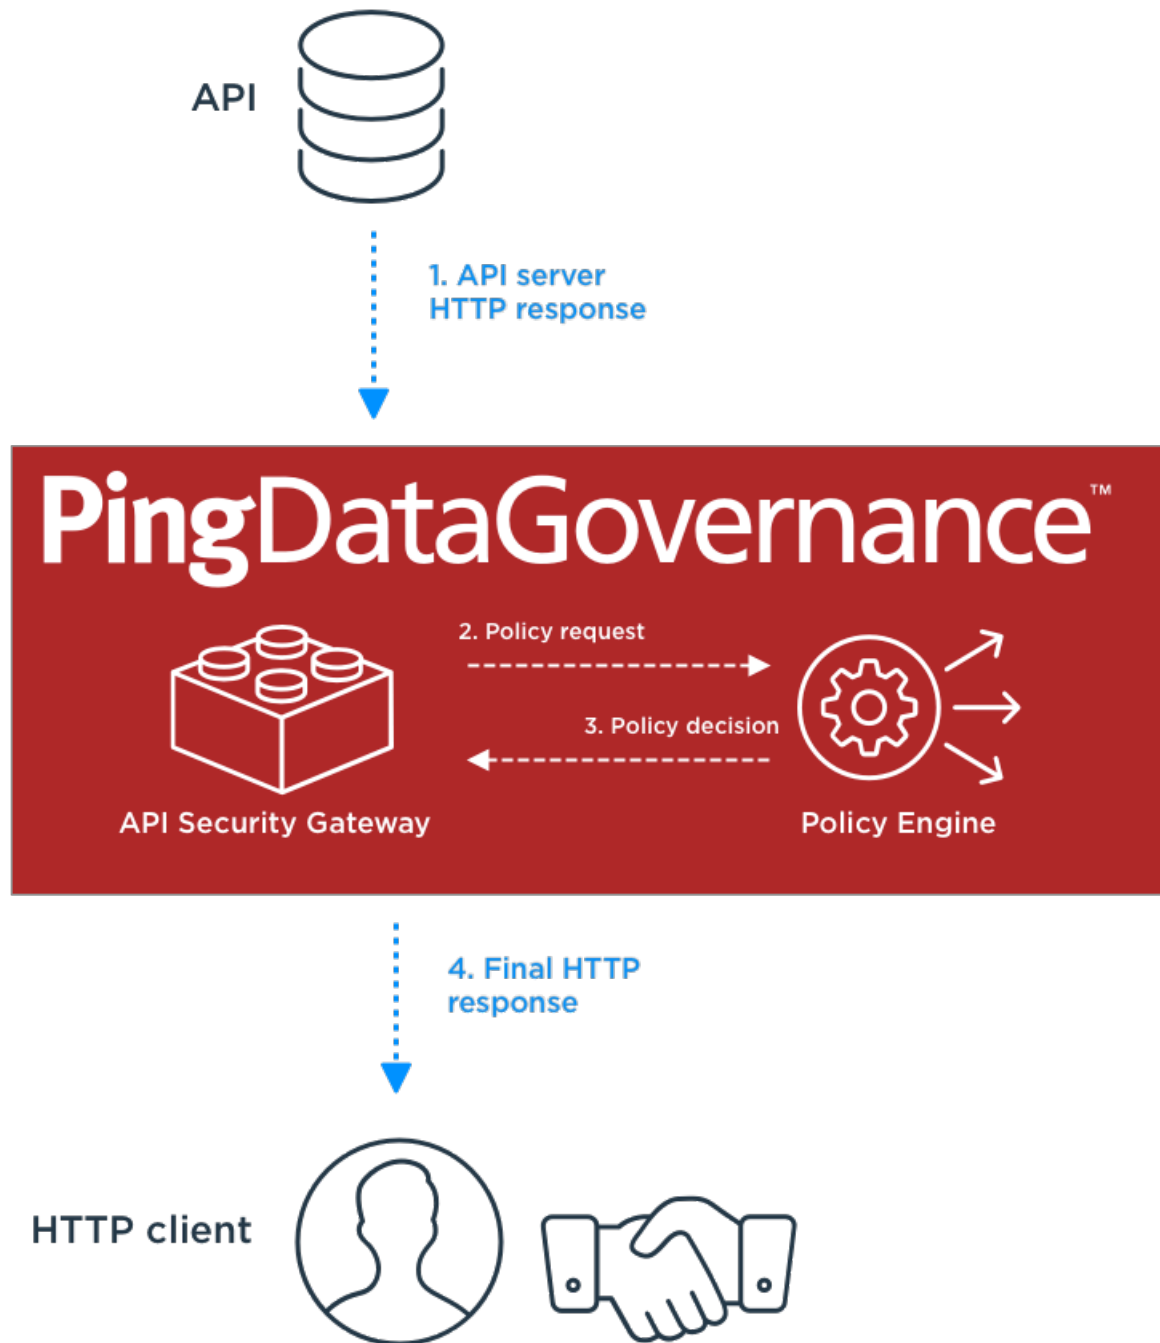 API
1. API server
HTTP response
PingDataGovernance™
2. Policy request
3. Policy decision
API Security Gateway
Policy Engine
4. Final HTTP
response
HTTP client